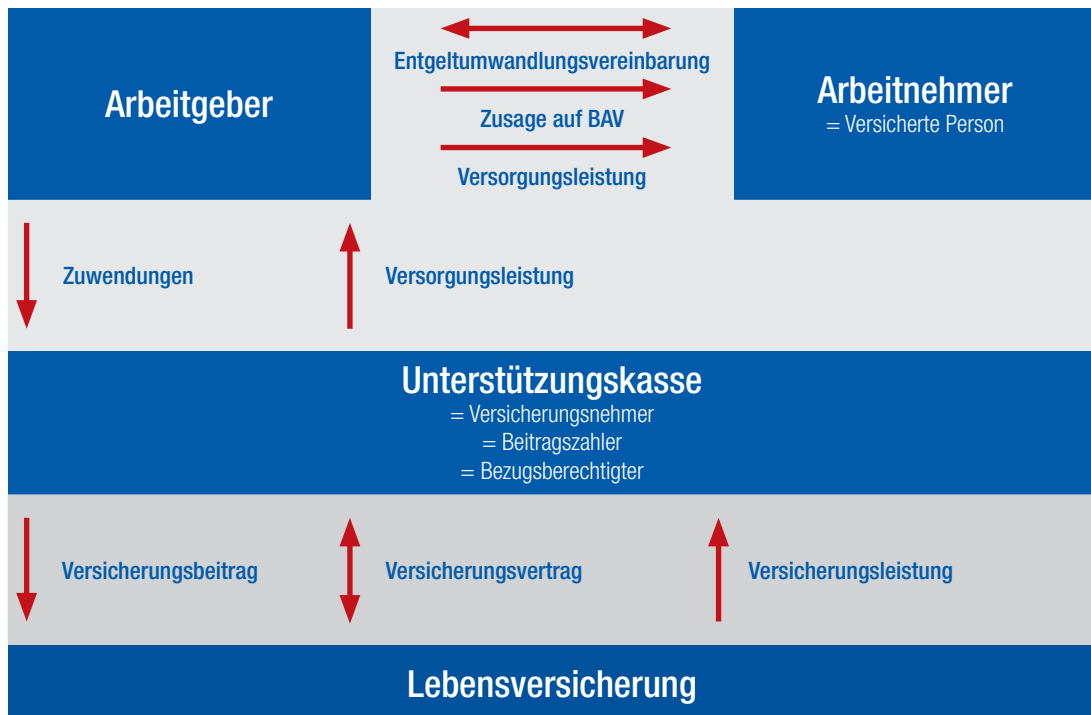 Arbeitgeber
Entgeltumwandlungsvereinbarung
Zusage auf BAV
Versorgungsleistung
Arbeitnehmer
= Versicherte Person
Zuwendungen
Versorgungsleistung
Unterstützungskasse
= Versicherungsnehmer
= Beitragszahler
= Bezugsberechtigter
Versicherungsbeitrag
Versicherungsvertrag
Versicherungsleistung
Lebensversicherung